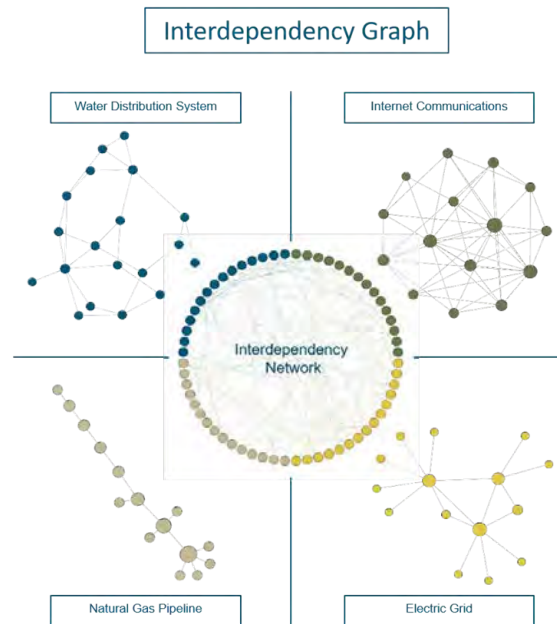 Interdependency Graph
Water Distribution System
Internet Communications
Interdependency
Network
Natural Gas Pipeline
Electric Grid